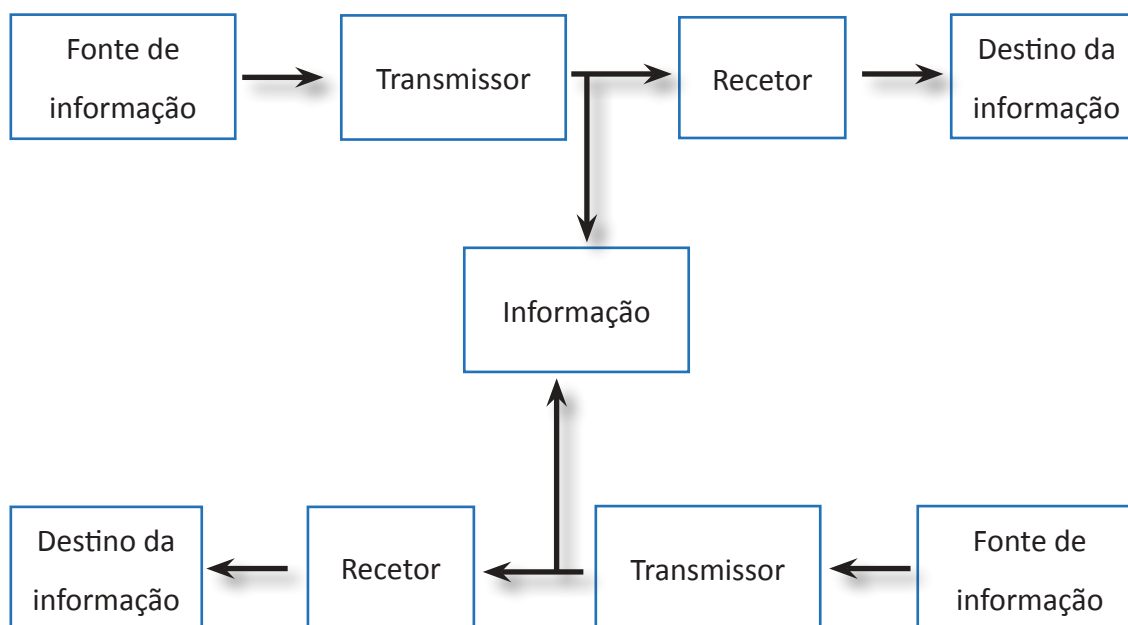 Fonte de
informação
Transmissor
Recetor
Destino da
informação
Informação
Destino da
informação
Recetor
Transmissor
Fonte de
informação